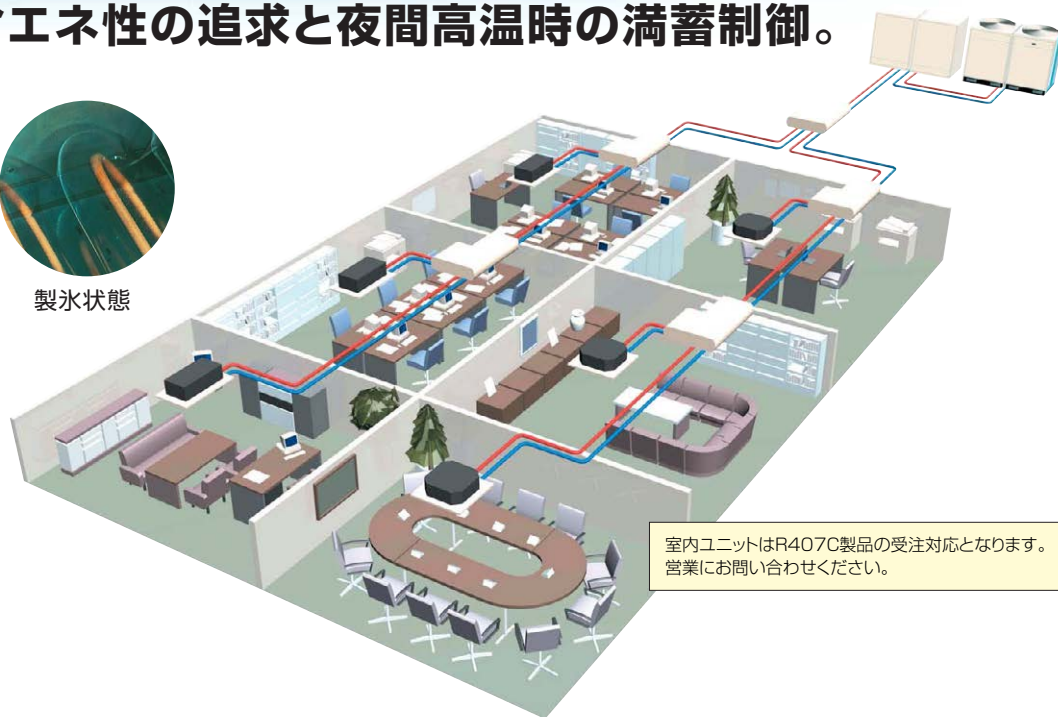 エネ性の追求と夜間高温時の満蓄制御。
製氷状態
室内ユニットはR407C製品の受注対応となります。
営業にお問い合わせください。